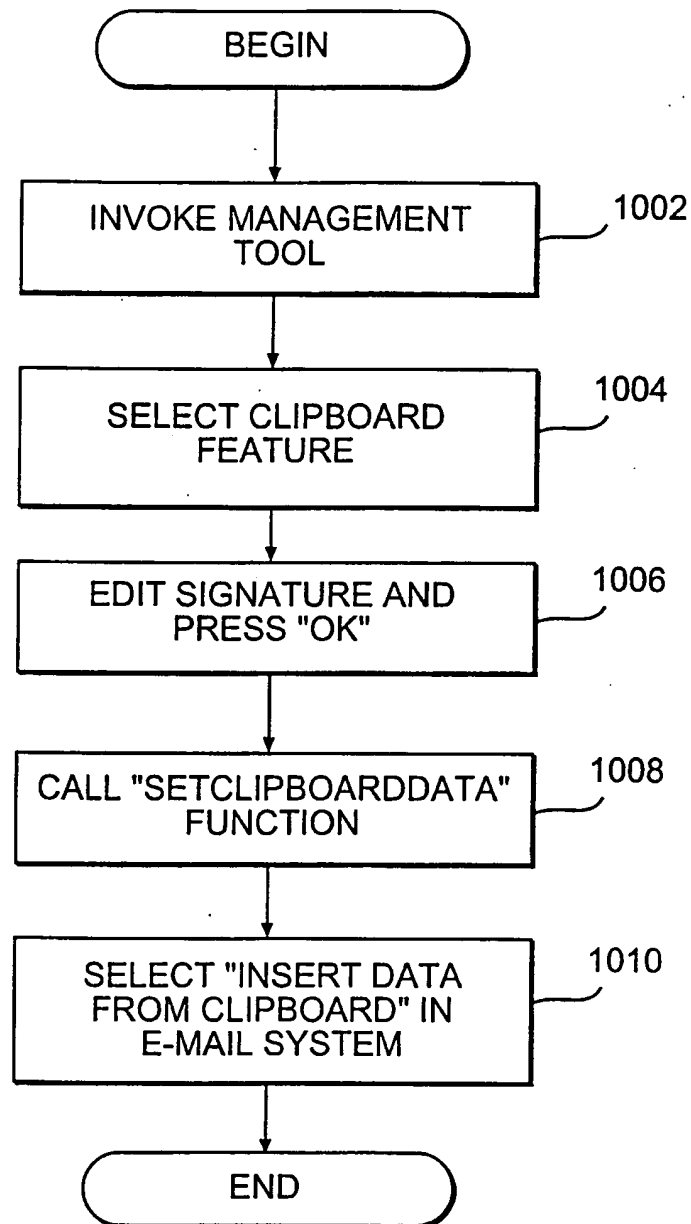 BEGIN
INVOKE MANAGEMENT
TOOL
1002
SELECT CLIPBOARD
FEATURE
1004
EDIT SIGNATURE AND
PRESS "OK"
1006
CALL "SETCLIPBOARDDATA"
FUNCTION
1008
SELECT "INSERT DATA
FROM CLIPBOARD" IN
E-MAIL SYSTEM
1010
END